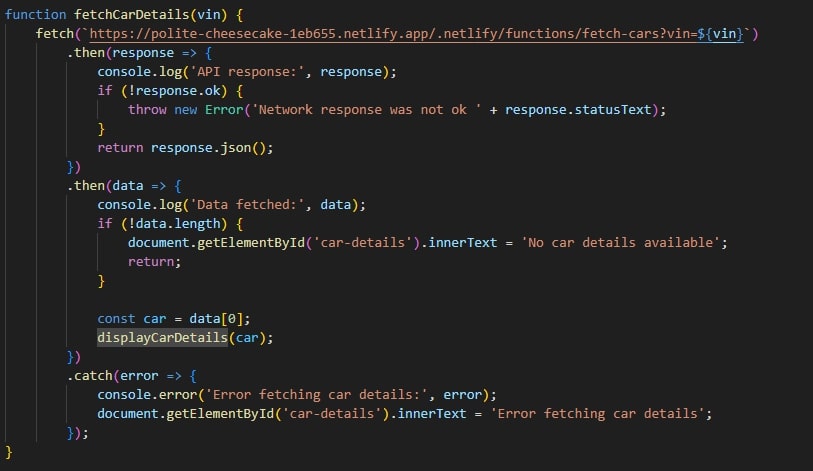 function fetchCarDetails(vin) {
    fetch(`https://polite-cheesecake-1eb655.netlify.app/.netlify/functions/fetch-cars?vin=${vin}`)
        .then(response => {
            console.log('API response:', response);
            if (!response.ok) {
                throw new Error('Network response was not ok ' + response.statusText);
            }
            return response.json();
        })
        .then(data => {
            console.log('Data fetched:', data);
            if (!data.length) {
                document.getElementById('car-details').innerText = 'No car details available';
                return;
            }

            const car = data[0];
            displayCarDetails(car);
        })
        .catch(error => {
            console.error('Error fetching car details:', error);
            document.getElementById('car-details').innerText = 'Error fetching car details';
        });
}